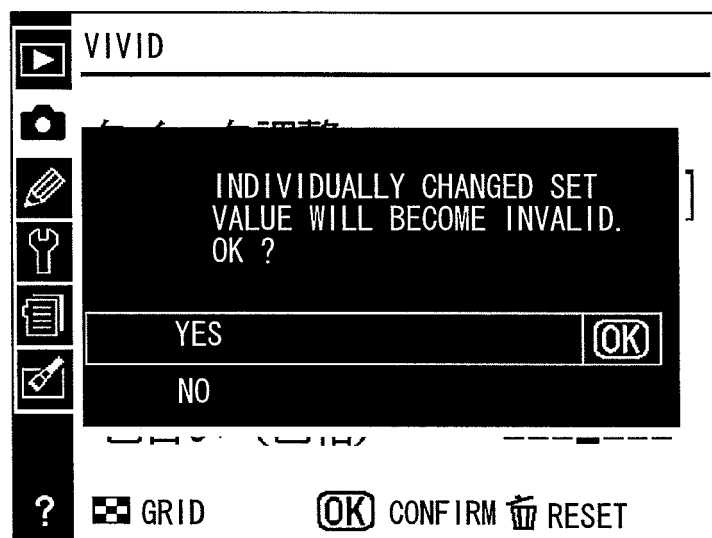 VIVID
INDIVIDUALLY CHANGED SET
VALUE WILL BECOME INVALID.
OK ?
YES OK
NO
? GRID OK CONFIRM RESET